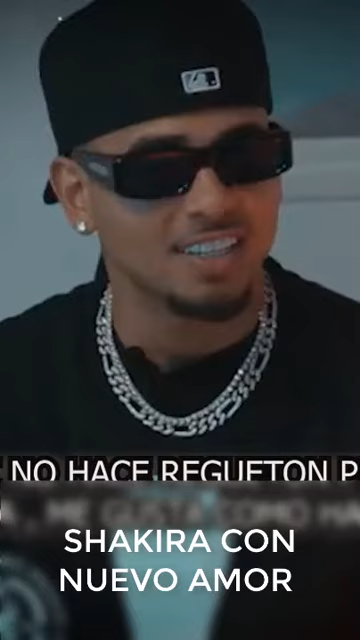 NO HACE REGUETON P
ME GUSTA COMO HA
SHAKIRA CON
NUEVO AMOR